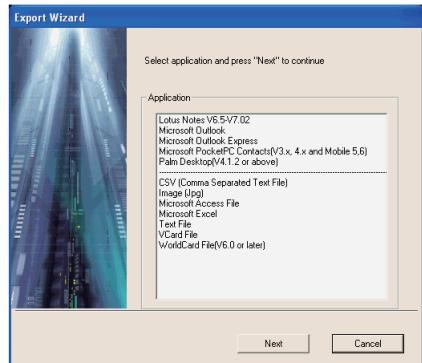 Export Wizard
Select application and press "Next" to continue
Application
Lotus Notes V6.5-V7.02
Microsoft Outlook
Microsoft Outlook Express
Microsoft PocketPC Contacts(V3.x, 4.x and Mobile 5,6)
Palm Desktop(V4.1.2 or above)
CSV (Comma Separated Text File)
Image (Jpg)
Microsoft Access File
Microsoft Excel
Text File
VCard File
WorldCard File(V6.0 or later)
Next
Cancel